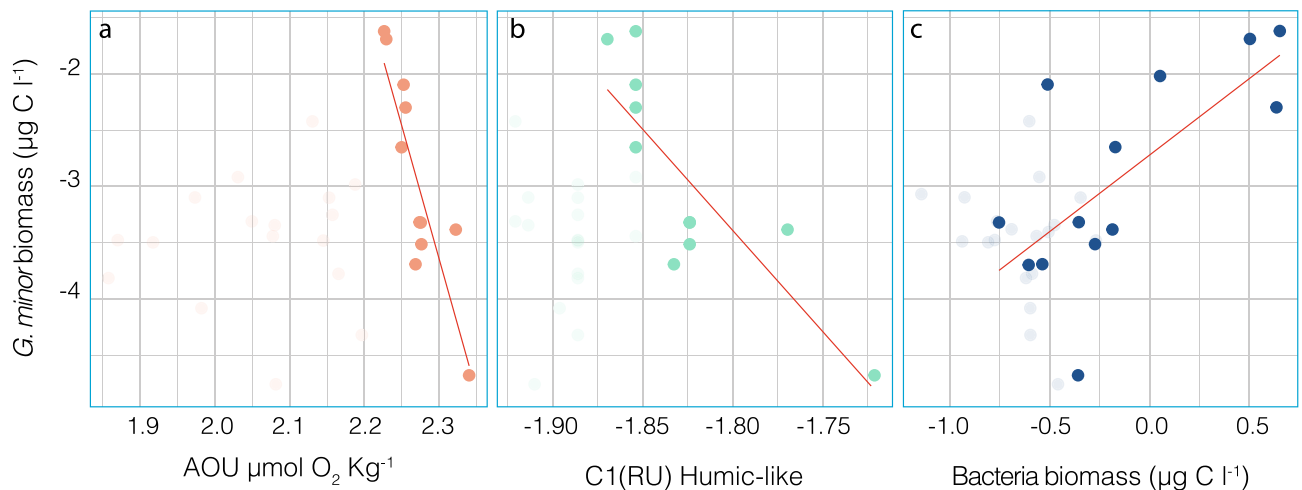 a
b
c
G. minor biomass (µg C l-1)
-2
-3
-4
1.9 2.0 2.1 2.2 2.3
-1.90 -1.85 -1.80 -1.75
-1.0 -0.5 0.0 0.5
AOU µmol O2 Kg-1
C1(RU) Humic-like
Bacteria biomass (µg C l-1)